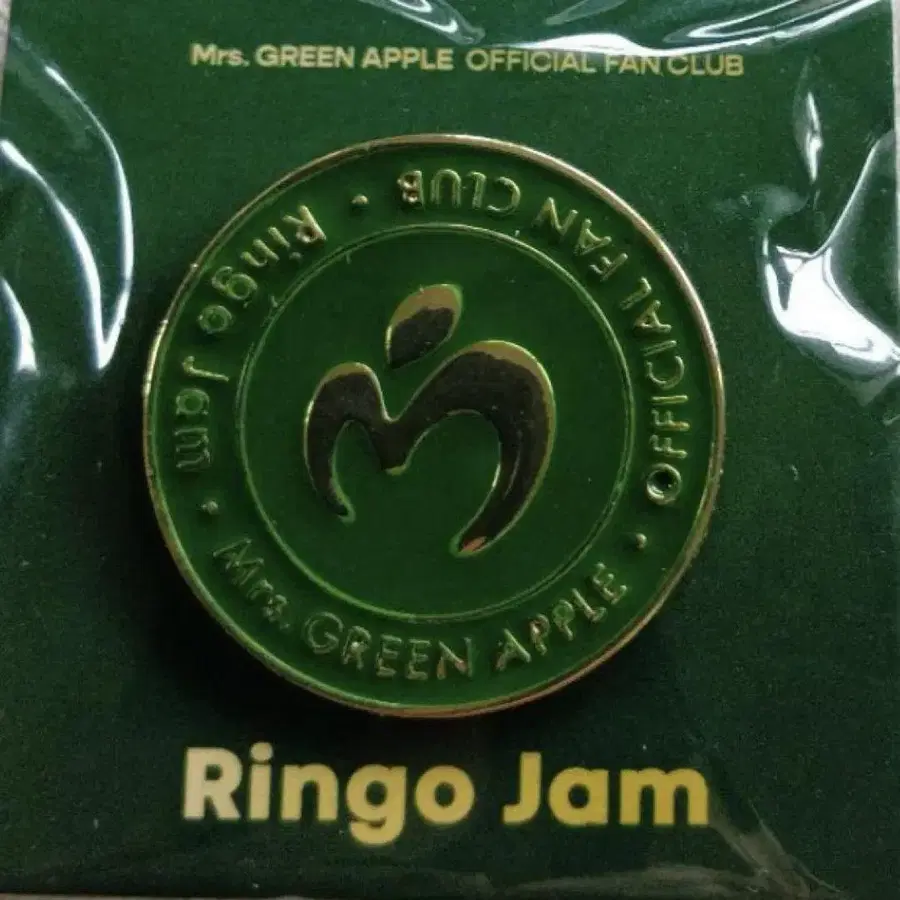 Mrs. GREEN APPLE OFFICIAL FAN CLUB
Ringo Jam • Mrs. GREEN APPLE • OFFICIAL FAN CLUB •
Ringo Jam